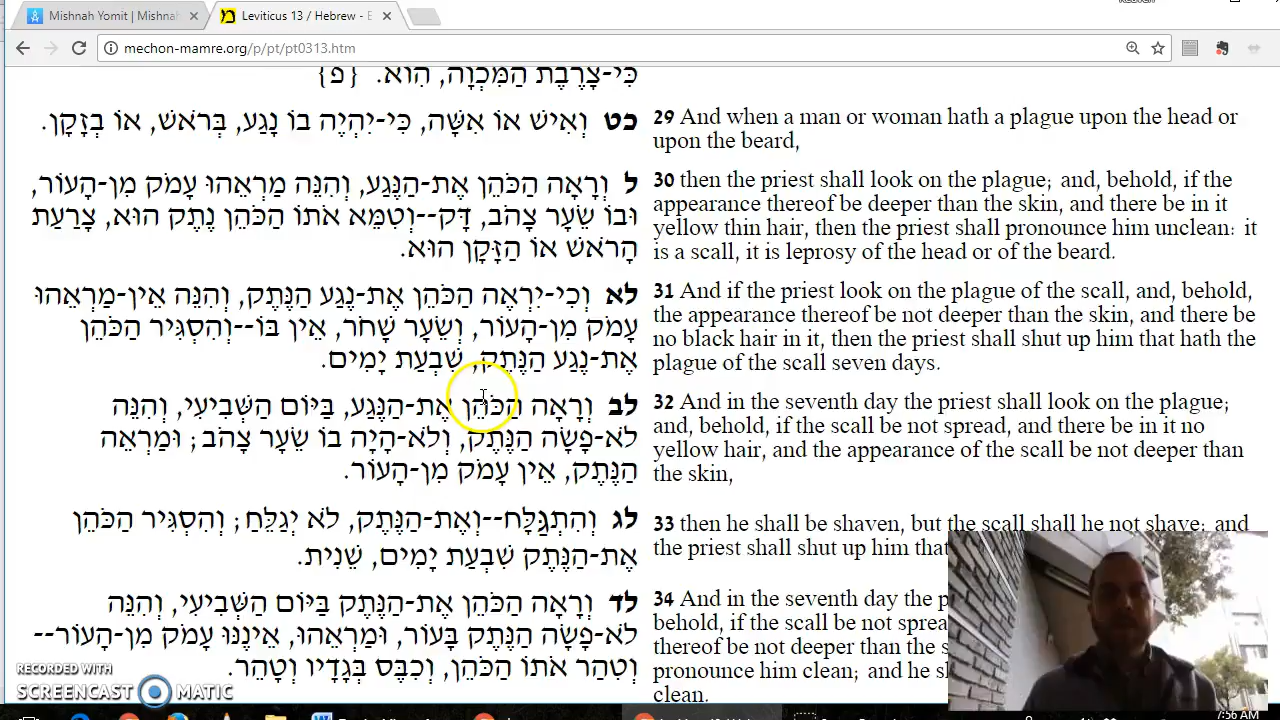 Mishnah Yomit | Mishnah
Leviticus 13 / Hebrew - E
mechon-mamre.org/p/pt/pt0313.htm
כִּי-צָרֶבֶת הַמִּכְוָה, הִוא. {פ}
כט וְאִישׁ אוֹ אִשָּׁה, כִּי-יִהְיֶה בוֹ נָגַע, בְּרֹאשׁ, אוֹ בְזָקָן.
ל וְרָאָה הַכֹּהֵן אֶת-הַנֶּגַע, וְהִנֵּה מַרְאֵהוּ עָמֹק מִן-הָעוֹר,
וּבוֹ שֵׂעָר צָהֹב, דָּק--וְטִמֵּא אֹתוֹ הַכֹּהֵן נֶתֶק הוּא, צָרַעַת
הָרֹאשׁ אוֹ הַזָּקָן הוּא.
לא וְכִי-יִרְאֶה הַכֹּהֵן אֶת-נֶגַע הַנֶּתֶק, וְהִנֵּה אֵין-מַרְאֵהוּ
עָמֹק מִן-הָעוֹר, וְשֵׂעָר שָׁחֹר, אֵין בּוֹ--וְהִסְגִּיר הַכֹּהֵן
אֶת-נֶגַע הַנֶּתֶק, שִׁבְעַת יָמִים.
לב וְרָאָה הַכֹּהֵן אֶת-הַנֶּגַע, בַּיּוֹם הַשְּׁבִיעִי, וְהִנֵּה
לֹא-פָשָׂה הַנֶּתֶק, וְלֹא-הָיָה בוֹ שֵׂעָר צָהֹב; וּמַרְאֵה
הַנֶּתֶק, אֵין עָמֹק מִן-הָעוֹר.
לג וְהִתְגַּלָּח--וְאֶת-הַנֶּתֶק, לֹא יְגַלֵּחַ; וְהִסְגִּיר הַכֹּהֵן
אֶת-הַנֶּתֶק שִׁבְעַת יָמִים, שֵׁנִית.
לד וְרָאָה הַכֹּהֵן אֶת-הַנֶּתֶק בַּיּוֹם הַשְּׁבִיעִי, וְהִנֵּה
לֹא-פָשָׂה הַנֶּתֶק בָּעוֹר, וּמַרְאֵהוּ, אֵינֶנּוּ עָמֹק מִן-הָעוֹר--
וְטִהַר אֹתוֹ הַכֹּהֵן, וְכִבֶּס בְּגָדָיו וְטָהֵר.
29 And when a man or woman hath a plague upon the head or
upon the beard,
30 then the priest shall look on the plague; and, behold, if the
appearance thereof be deeper than the skin, and there be in it
yellow thin hair, then the priest shall pronounce him unclean: it
is a scall, it is leprosy of the head or of the beard.
31 And if the priest look on the plague of the scall, and, behold,
the appearance thereof be not deeper than the skin, and there be
no black hair in it, then the priest shall shut up him that hath the
plague of the scall seven days.
32 And in the seventh day the priest shall look on the plague;
and, behold, if the scall be not spread, and there be in it no
yellow hair, and the appearance of the scall be not deeper than
the skin,
33 then he shall be shaven, but the scall shall he not shave; and
the priest shall shut up him that
34 And in the seventh day the p
behold, if the scall be not sprea
thereof be not deeper than the s
pronounce him clean; and he sh
clean.
RECORDED WITH
SCREENCAST MATIC
7:56 AM